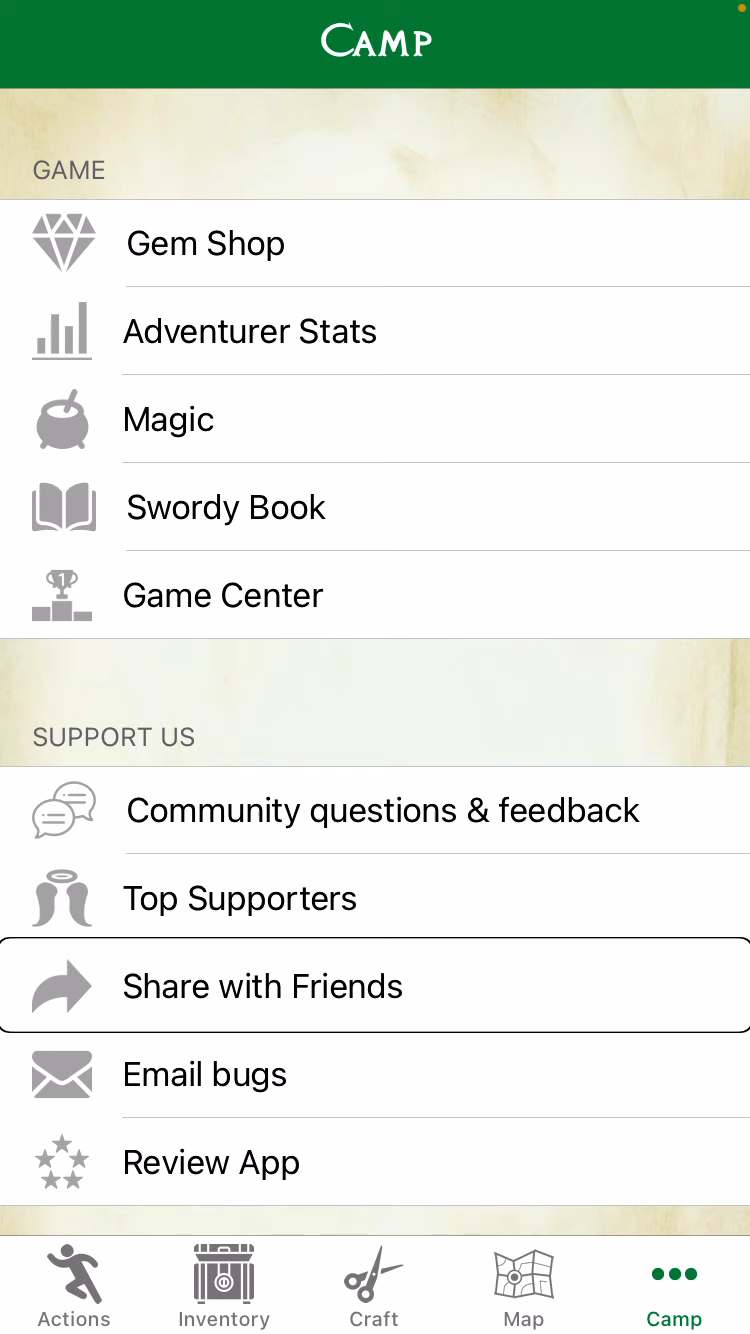 Camp
GAME
Gem Shop
Adventurer Stats
Magic
Swordy Book
1
Game Center
SUPPORT US
Community questions & feedback
Top Supporters
Share with Friends
Email bugs
Review App
Actions
Inventory
Craft
Map
Camp